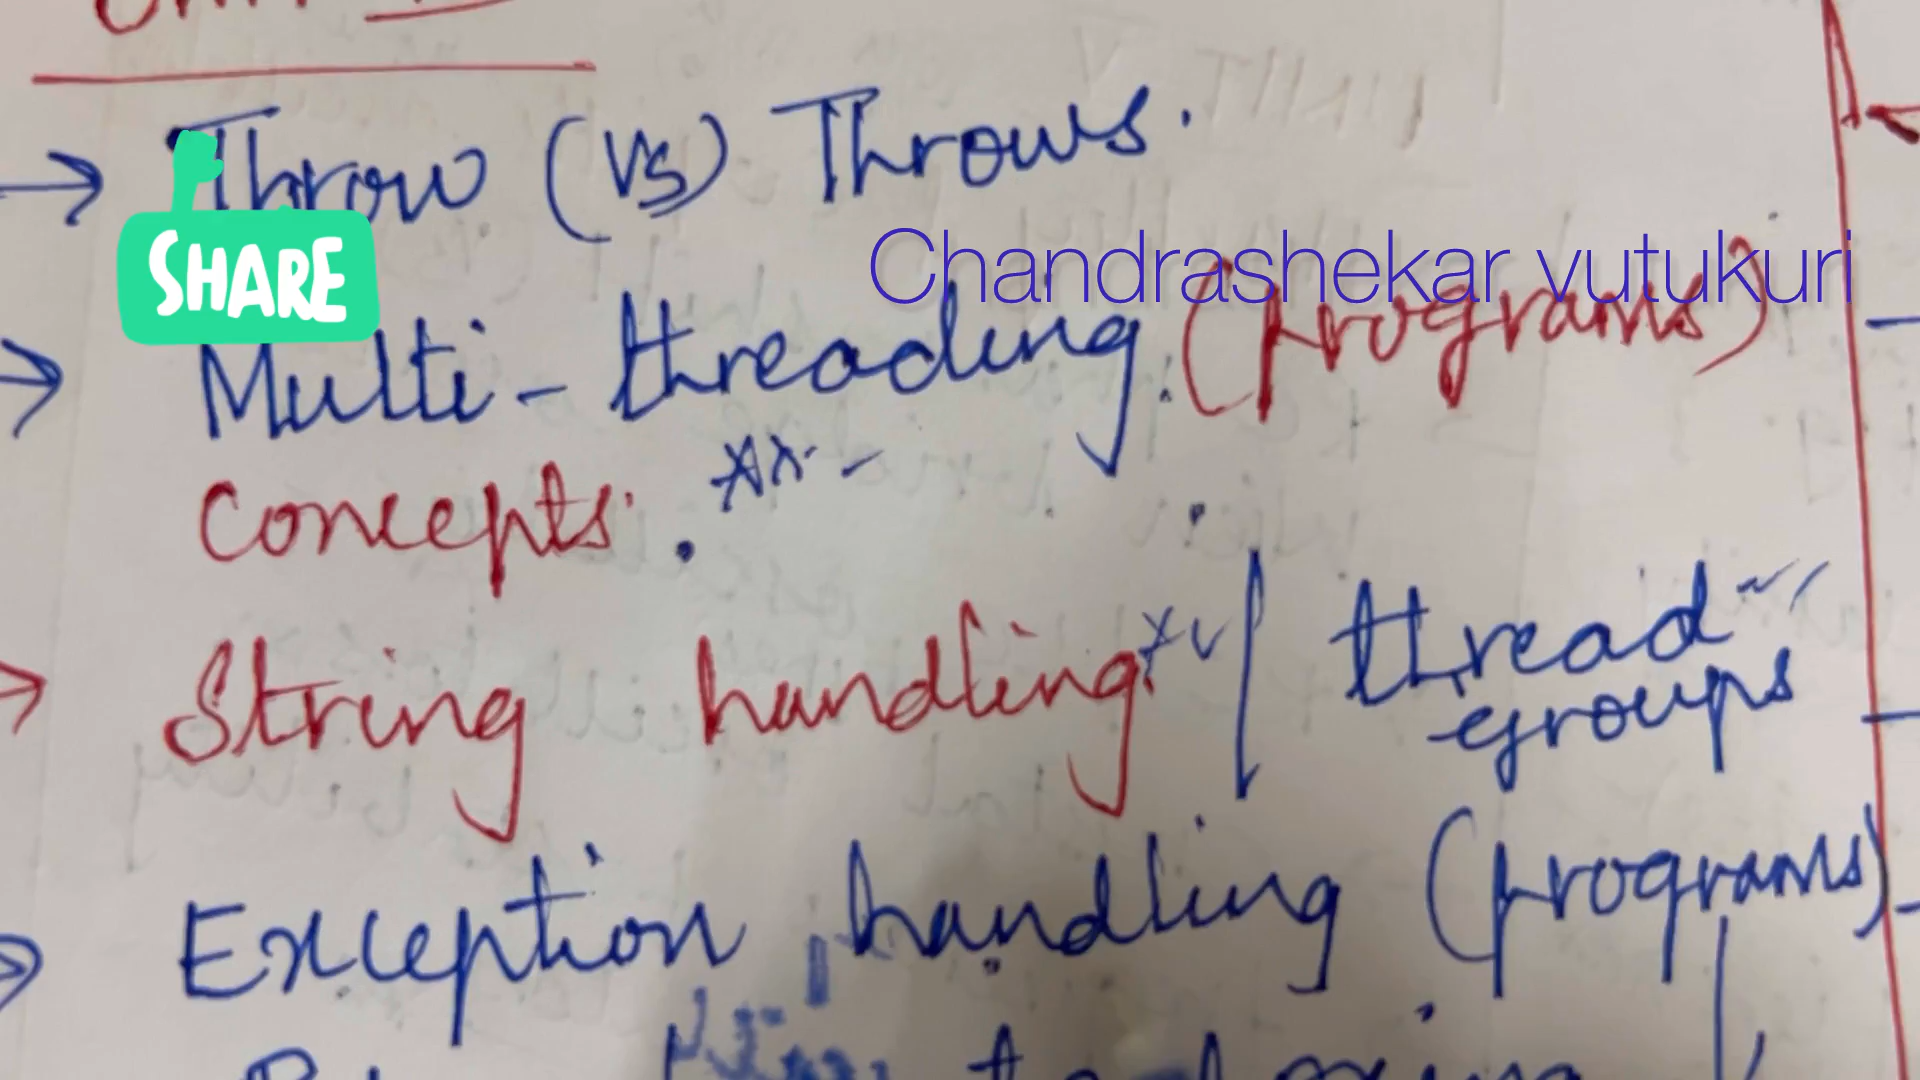 → Throw (vs) Throws.
SHARE
Chandrashekar vutukuri
→ Multi-threading. (programs)
Concepts.
→ String handling. | thread groups
→ Exception handling (programs)